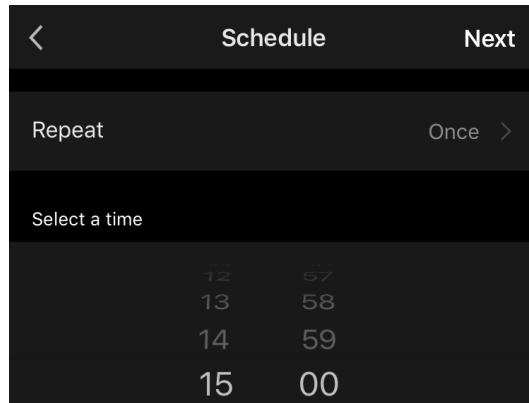 Schedule Next
Repeat Once
Select a time
12 57
13 58
14 59
15 00